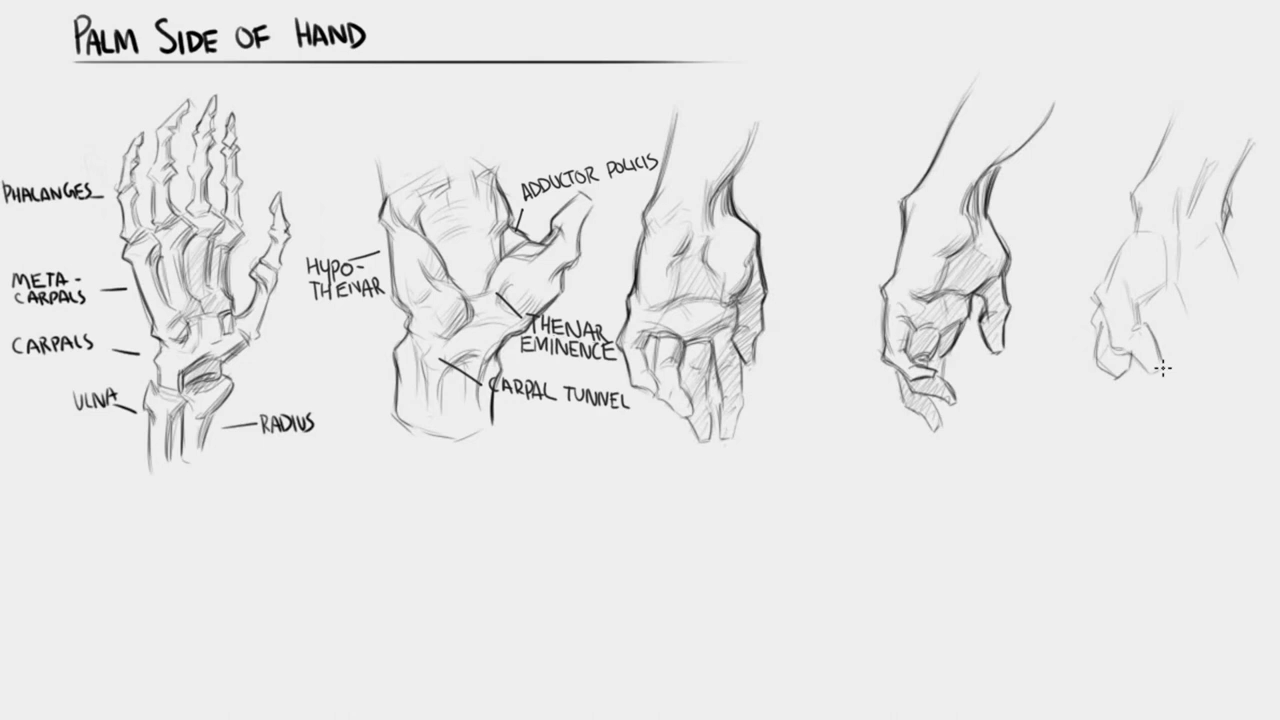 PALM SIDE OF HAND
PHALANGES
META-
CARPALS
CARPALS
ULNA
RADIUS
ADDUCTOR POLICIS
HYPO-
THENAR
THENAR
EMINENCE
CARPAL TUNNEL